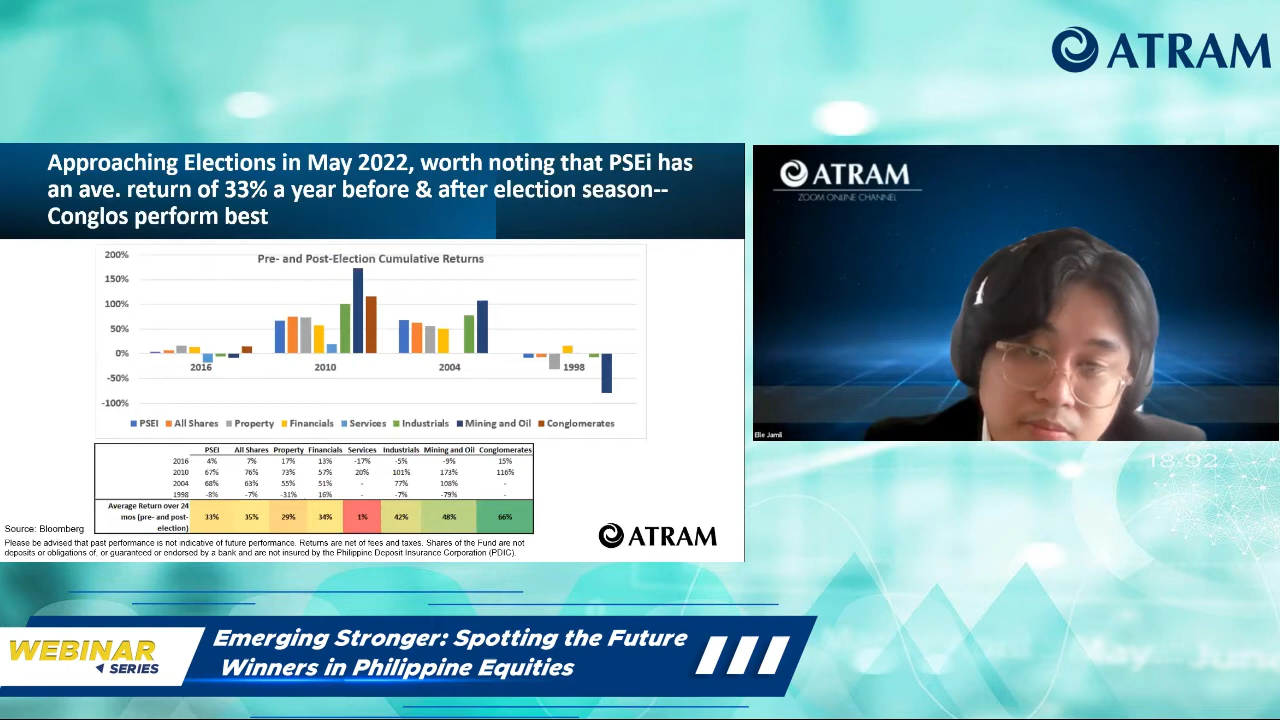 ATRAM
Approaching Elections in May 2022, worth noting that PSEi has
an ave. return of 33% a year before & after election season--
Conglos perform best
ATRAM
ZOOM ONLINE CHANNEL
Pre- and Post-Election Cumulative Returns
200%
150%
100%
50%
0%
-50%
-100%
2016 2010 2004 1998
PSEI All Shares Property Financials Services Industrials Mining and Oil Conglomerates
Elle Jamil
PSEI All Shares Property Financials Services Industrials Mining and Oil Conglomerates
2016 4% 7% 17% 13% -17% -5% -9% 15%
2010 67% 76% 73% 57% 20% 101% 173% 116%
2004 68% 63% 55% 51% - 77% 108% -
1998 -8% -7% -31% 16% - -7% -79% -
Average Return over 24
mos (pre- and post-
election)
33% 35% 29% 34% 1% 42% 48% 66%
Source: Bloomberg
ATRAM
Please be advised that past performance is not indicative of future performance. Returns are net of fees and taxes. Shares of the Fund are not
deposits or obligations of, or guaranteed or endorsed by a bank and are not insured by the Philippine Deposit Insurance Corporation (PDIC).
WEBINAR
SERIES
Emerging Stronger: Spotting the Future
Winners in Philippine Equities
May